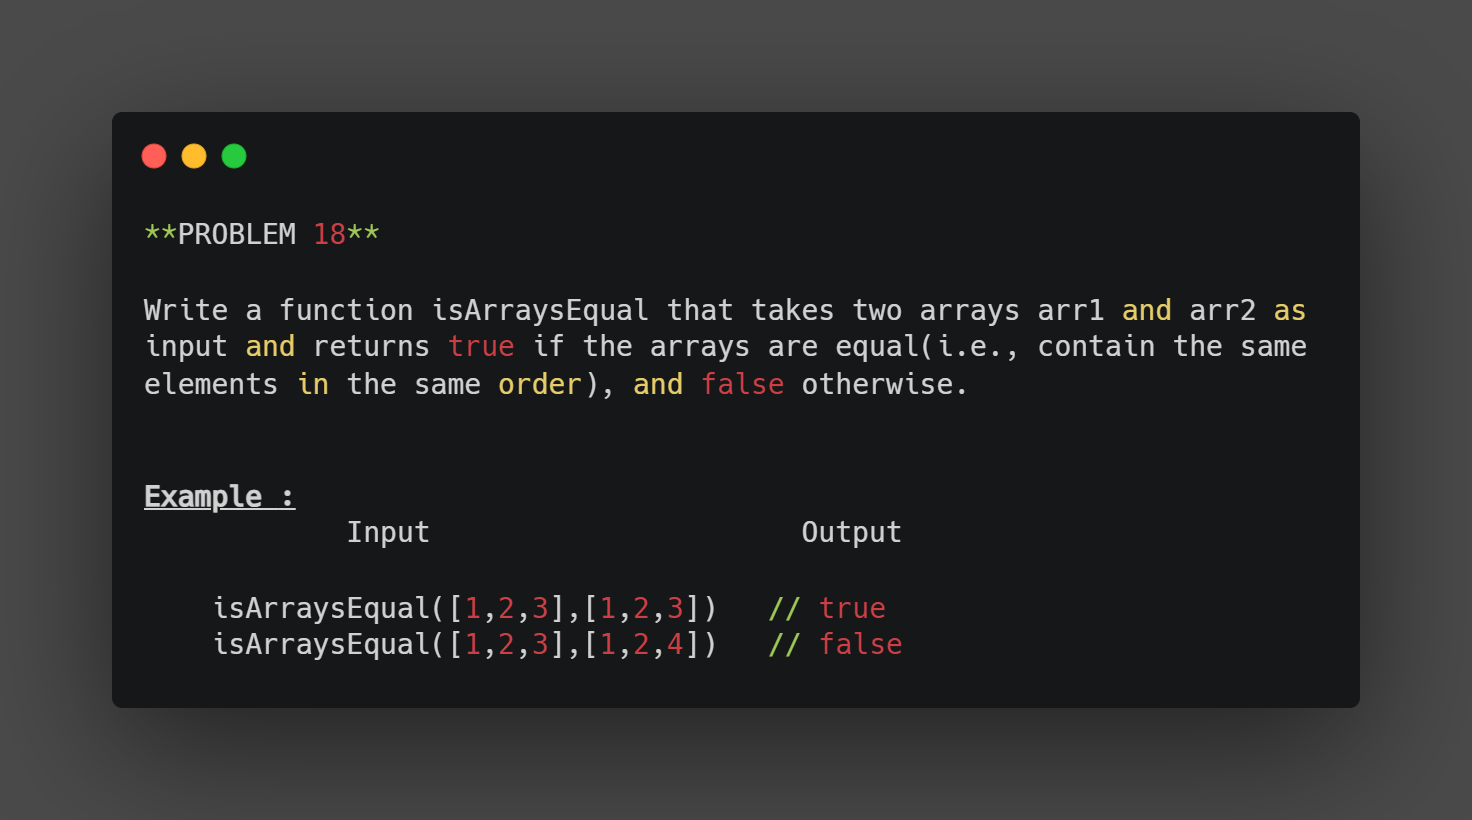 **PROBLEM 18**
Write a function isArraysEqual that takes two arrays arr1 and arr2 as
input and returns true if the arrays are equal(i.e., contain the same
elements in the same order), and false otherwise.
Example :
Input Output
isArraysEqual([1,2,3],[1,2,3]) // true
isArraysEqual([1,2,3],[1,2,4]) // false